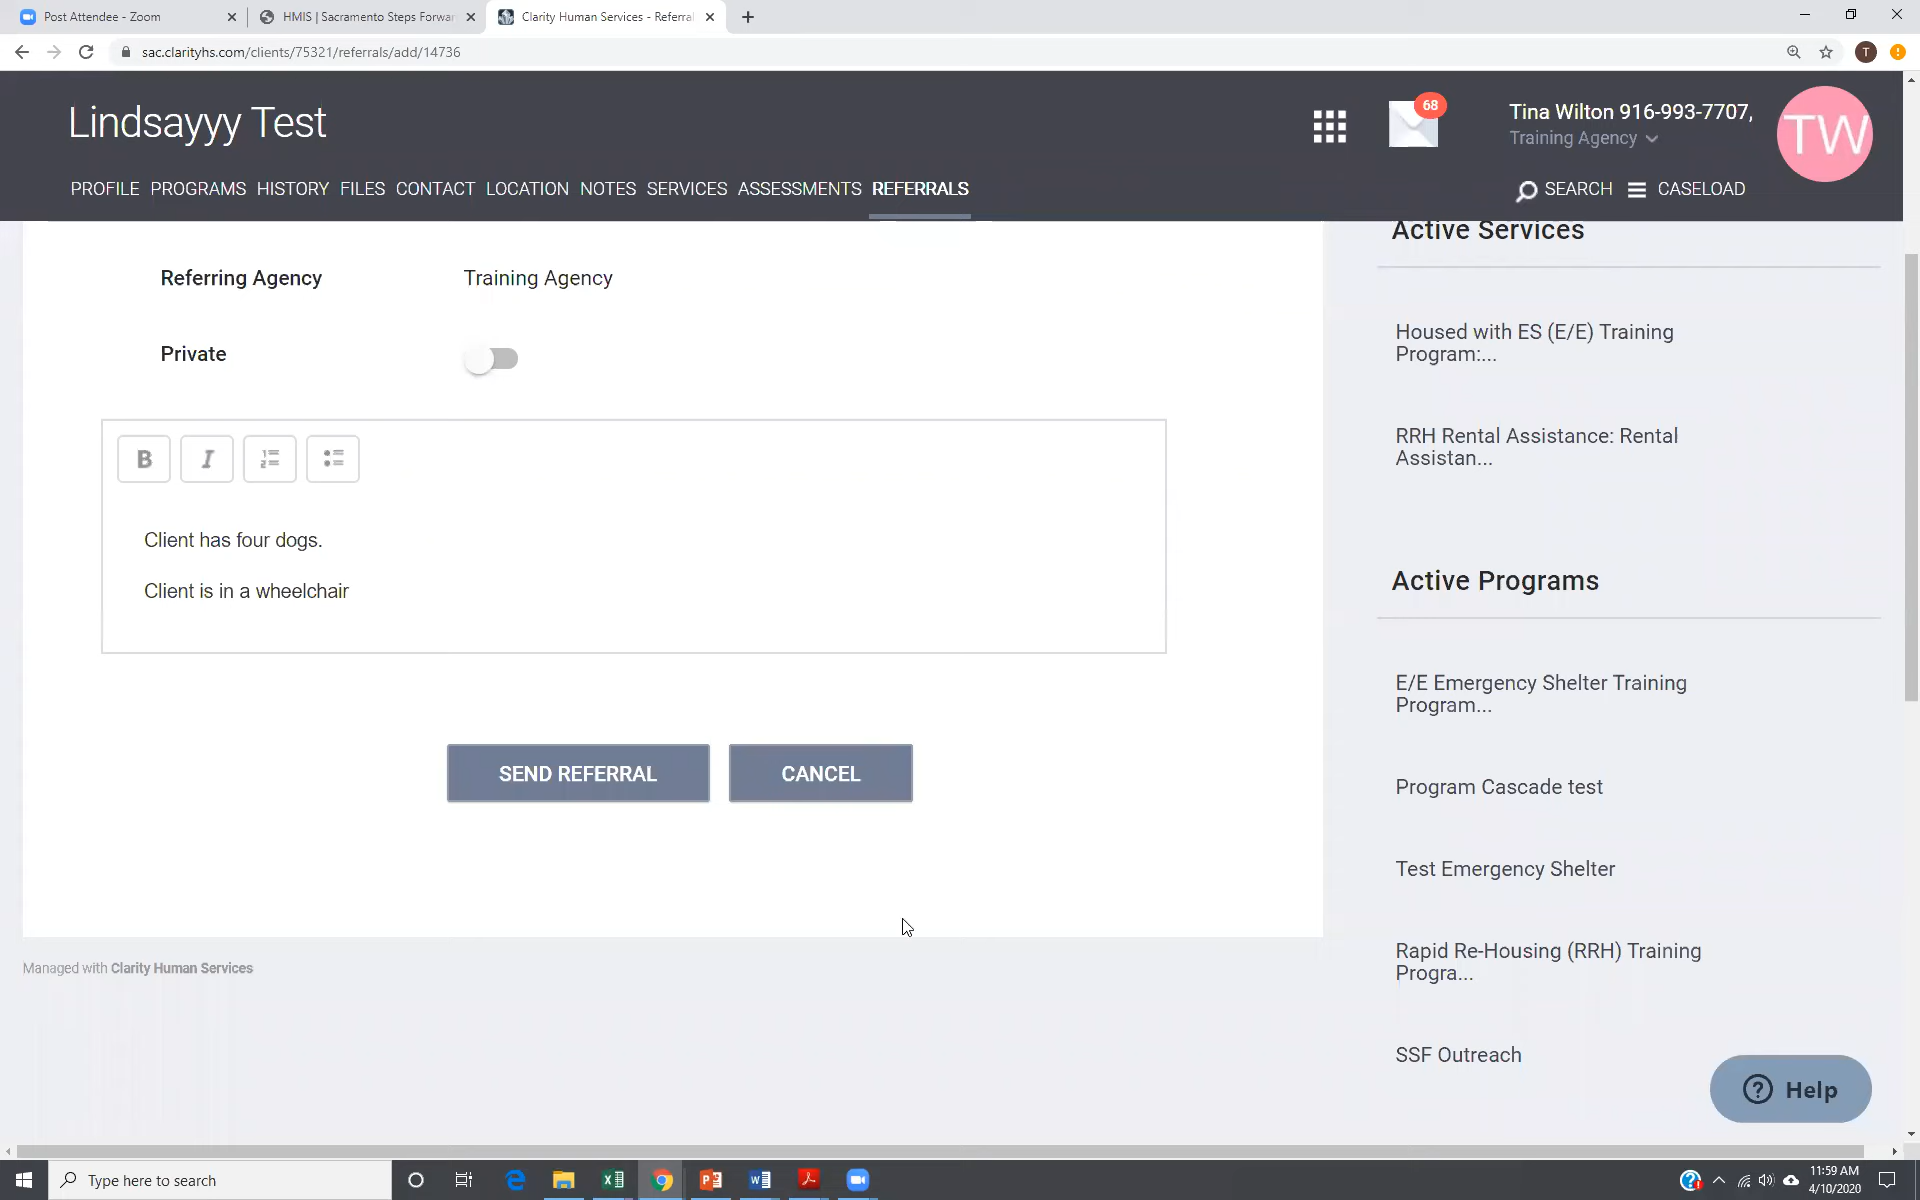 Post Attendee - Zoom
HMIS | Sacramento Steps Forwar
Clarity Human Services - Referral
sac.clarityhs.com/clients/75321/referrals/add/14736
T
Lindsayyy Test
68
Tina Wilton 916-993-7707,
Training Agency
TW
PROFILE PROGRAMS HISTORY FILES CONTACT LOCATION NOTES SERVICES ASSESSMENTS REFERRALS
SEARCH
CASELOAD
Referring Agency
Training Agency
Private
B I
Client has four dogs.
Client is in a wheelchair
SEND REFERRAL
CANCEL
Managed with Clarity Human Services
Active Services
Housed with ES (E/E) Training
Program:...
RRH Rental Assistance: Rental
Assistan...
Active Programs
E/E Emergency Shelter Training
Program...
Program Cascade test
Test Emergency Shelter
Rapid Re-Housing (RRH) Training
Progra...
SSF Outreach
? Help
Type here to search
11:59 AM
4/10/2020